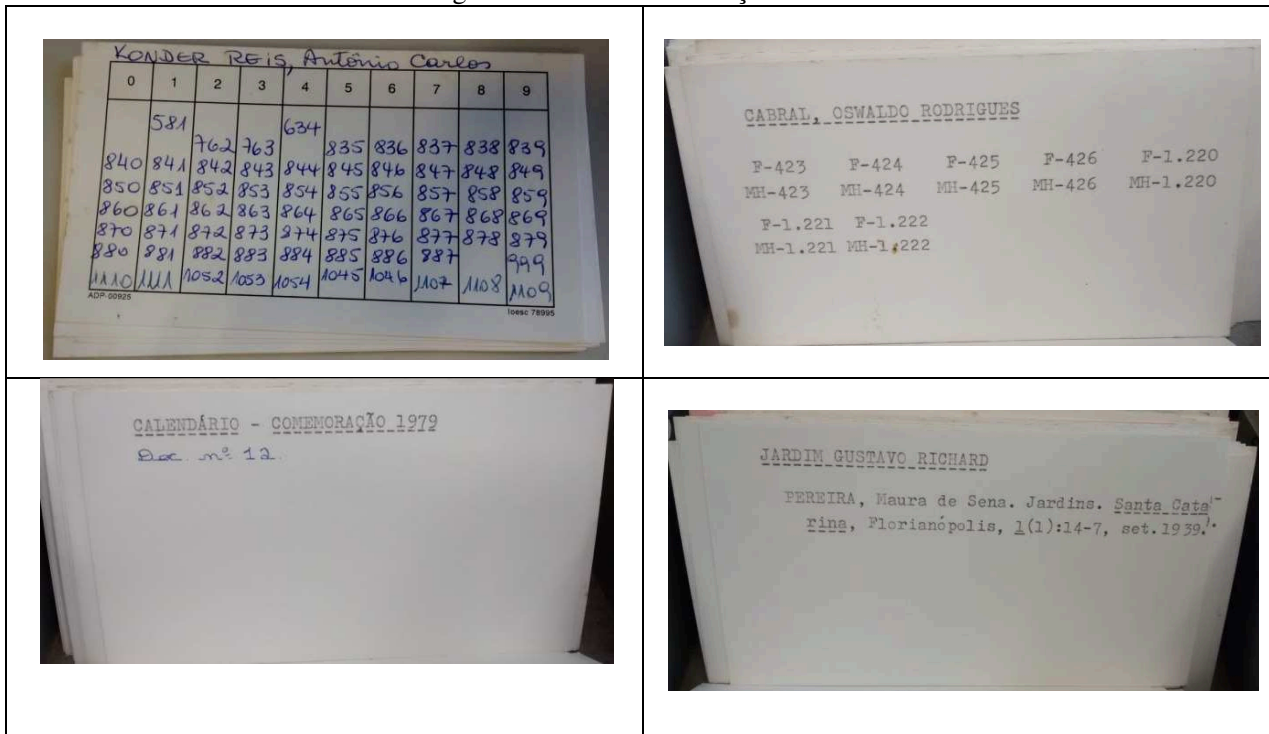 KONDER REIS, Antônio Carlos
0 1 2 3 4 5 6 7 8 9
581 634
762 763 835 836 837 838 839
840 841 842 843 844 845 846 847 848 849
850 851 852 853 854 855 856 857 858 859
860 861 862 863 864 865 866 867 868 869
870 871 872 873 874 875 876 877 878 879
880 881 882 883 884 885 886 887 999
1110 1111 1052 1053 1054 1045 1046 1107 1108 1109
ADP-00925 Ioesc 78995
CABRAL, OSWALDO RODRIGUES
F-423 F-424 F-425 F-426 F-1.220
MH-423 MH-424 MH-425 MH-426 MH-1.220
F-1.221 F-1.222
MH-1.221 MH-1.222
CALENDÁRIO - COMEMORAÇÃO 1979
Doc. nº 12.
JARDIM GUSTAVO RICHARD
PEREIRA, Maura de Sena. Jardins. Santa Cata-
rina, Florianópolis, 1(1):14-7, set.1939.